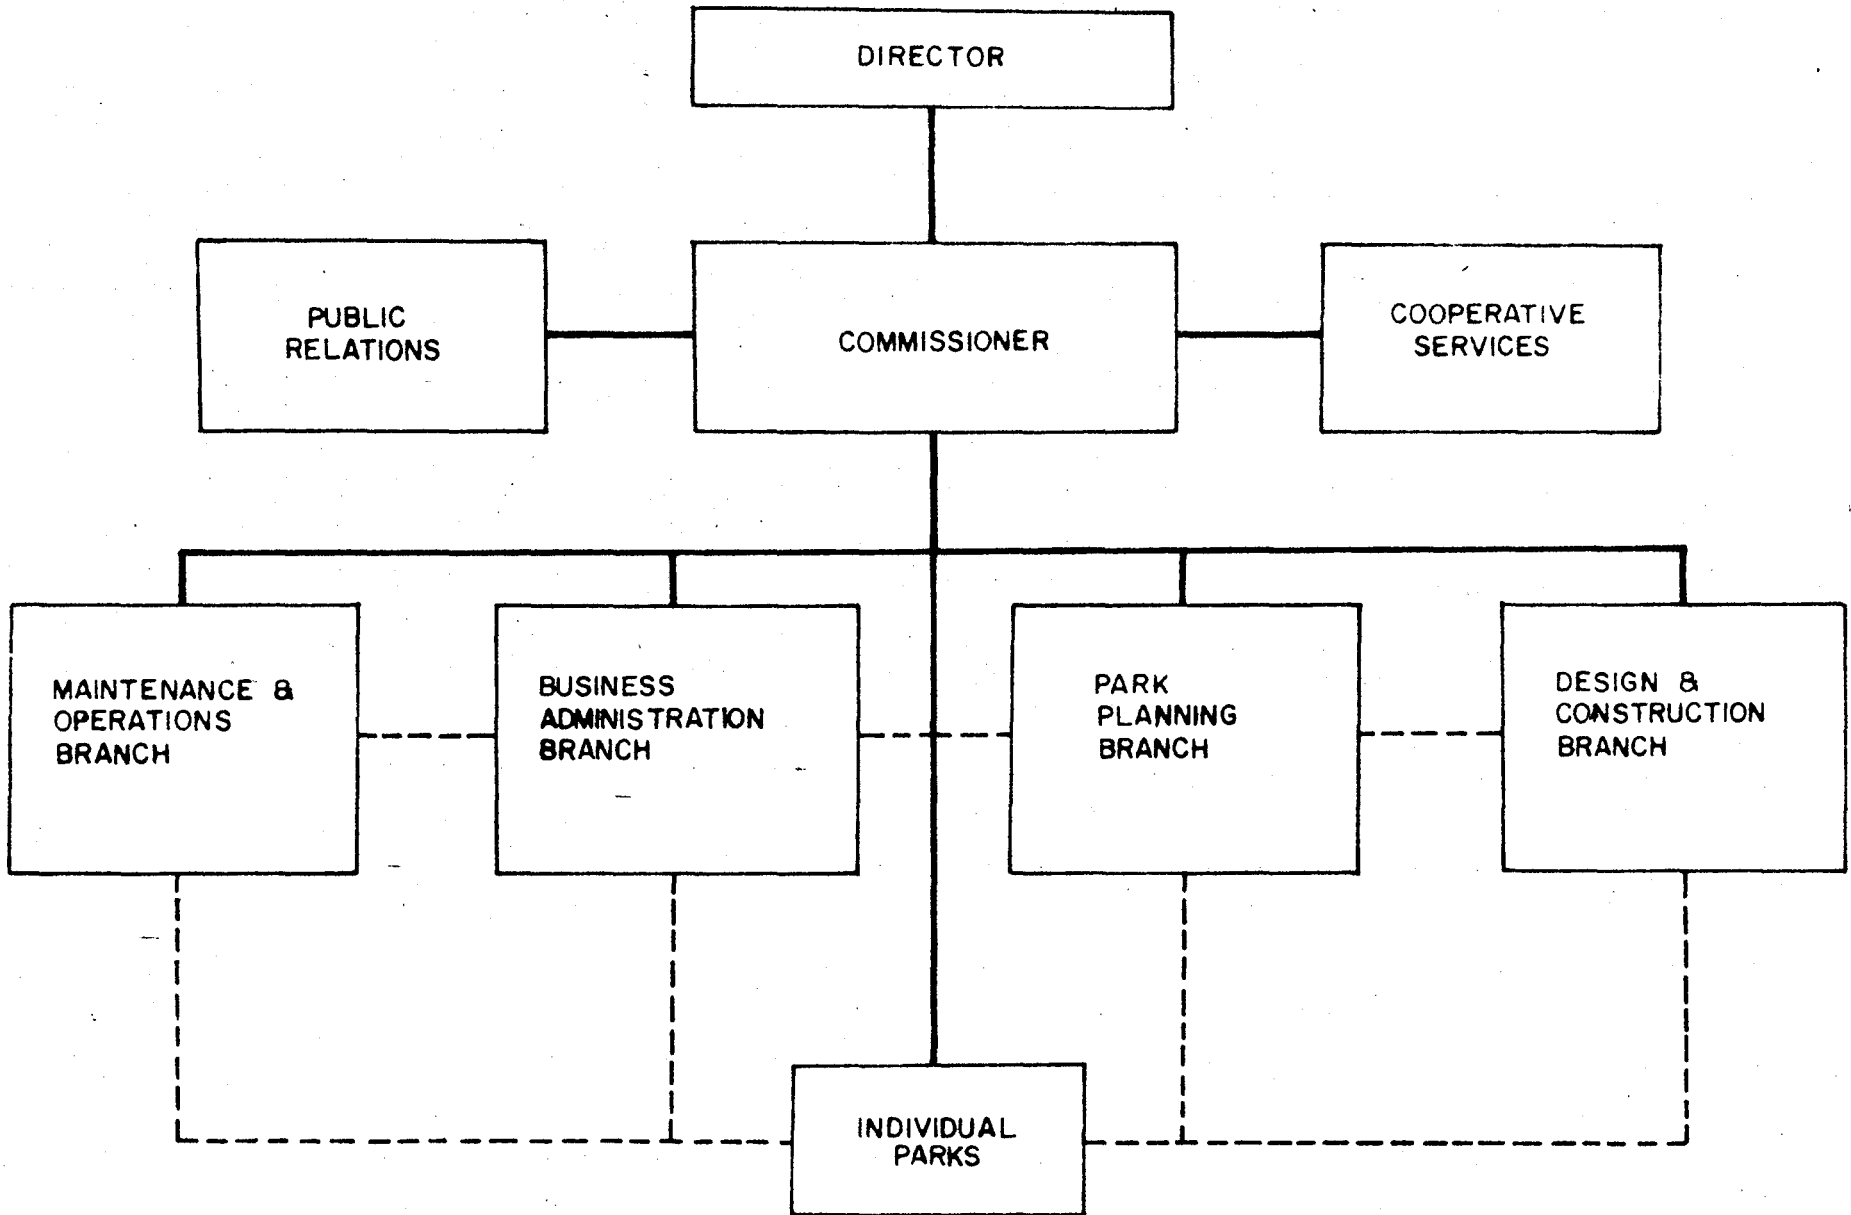 DIRECTOR
PUBLIC
RELATIONS
COMMISSIONER
COOPERATIVE
SERVICES
MAINTENANCE &
OPERATIONS
BRANCH
BUSINESS
ADMINISTRATION
BRANCH
PARK
PLANNING
BRANCH
DESIGN &
CONSTRUCTION
BRANCH
INDIVIDUAL
PARKS